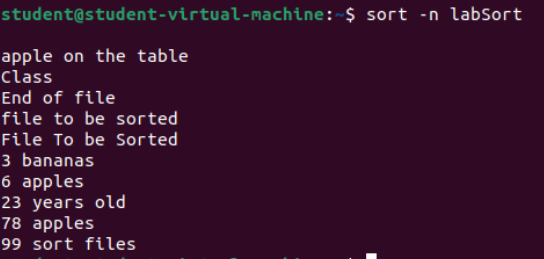 student@student-virtual-machine:~$ sort -n labSort

apple on the table
Class
End of file
file to be sorted
File To be Sorted
3 bananas
6 apples
23 years old
78 apples
99 sort files